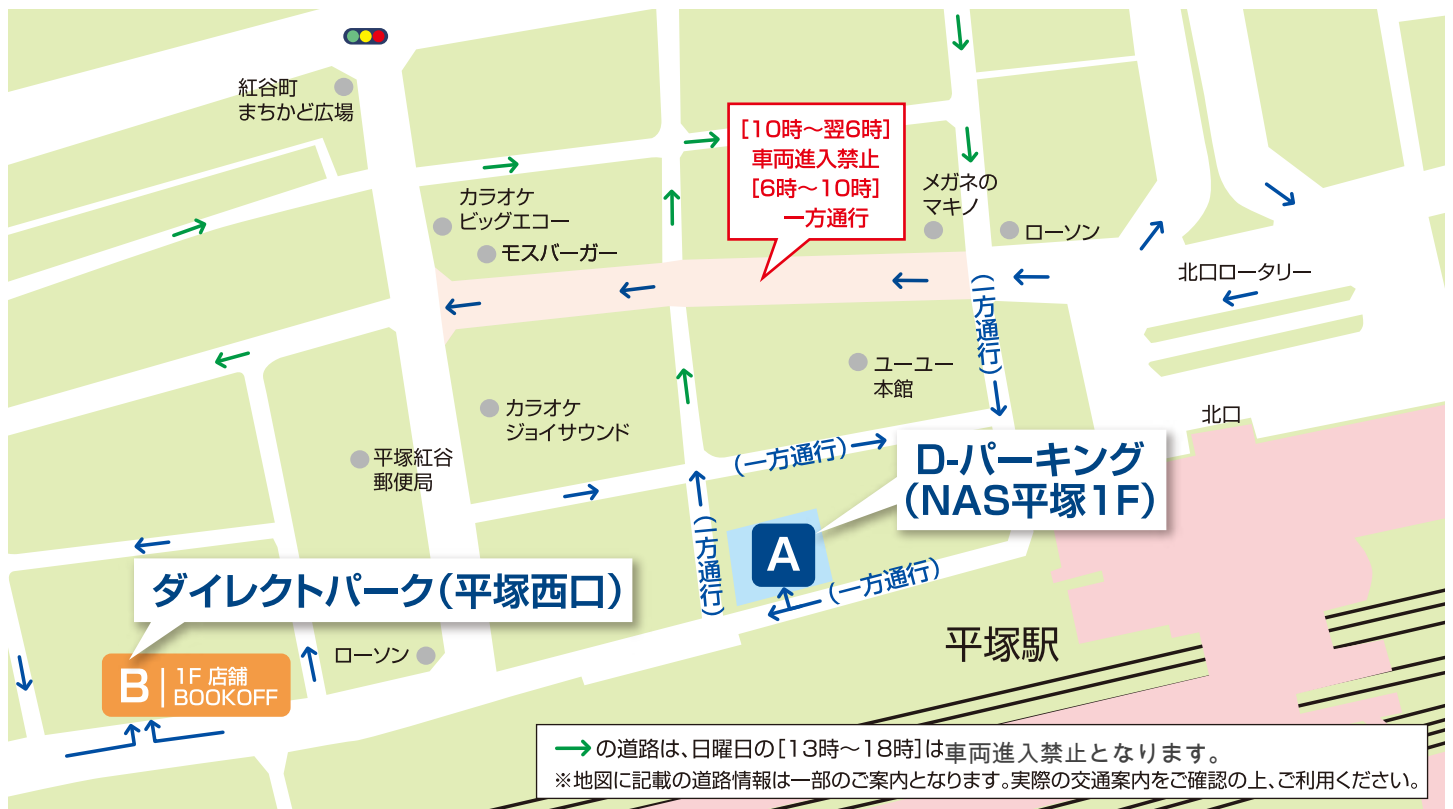 紅谷町
まちかど広場
[10時～翌6時]
車両進入禁止
[6時～10時]
一方通行
カラオケ
ビッグエコー
モスバーガー
メガネの
マキノ
ローソン
北口ロータリー
(一方通行)
ユーユー
本館
カラオケ
ジョイサウンド
北口
平塚紅谷
郵便局
(一方通行)
D-パーキング
(NAS平塚1F)
(一方通行)
A
(一方通行)
ダイレクトパーク(平塚西口)
平塚駅
ローソン
B
1F 店舗
BOOKOFF
→の道路は、日曜日の[13時～18時]は車両進入禁止となります。
※地図に記載の道路情報は一部のご案内となります。実際の交通案内をご確認の上、ご利用ください。